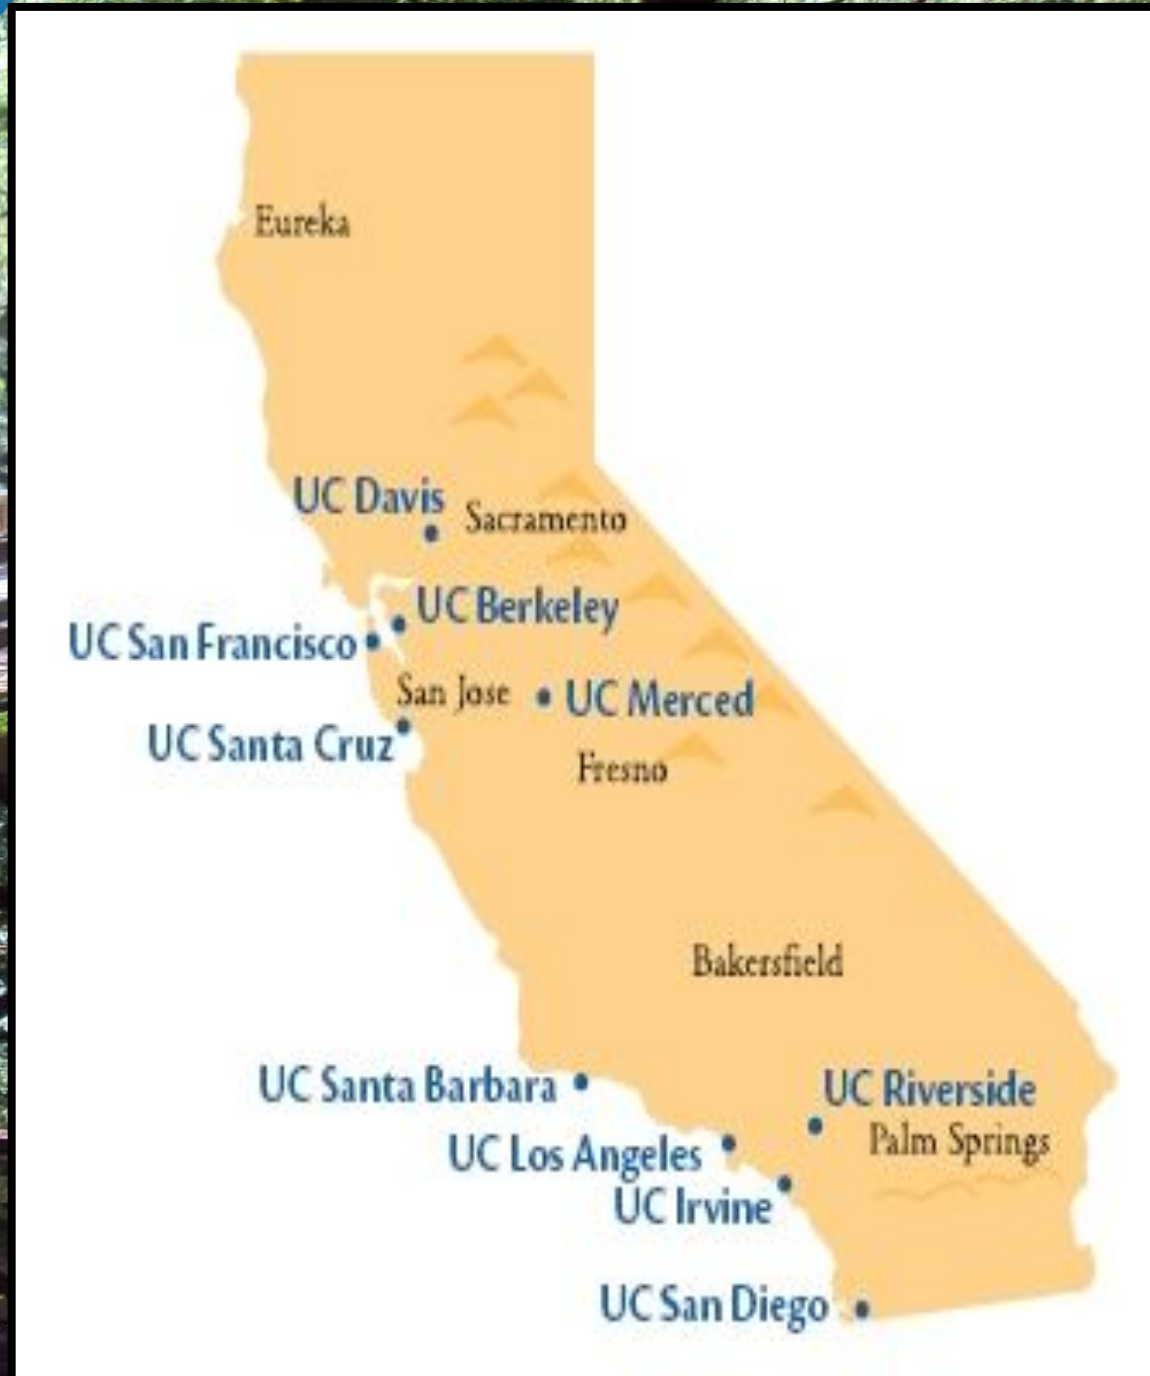 Eureka
UC Davis
Sacramento
UC Berkeley
UC San Francisco
San Jose
UC Merced
UC Santa Cruz
Fresno
Bakersfield
UC Santa Barbara
UC Riverside
Palm Springs
UC Los Angeles
UC Irvine
UC San Diego